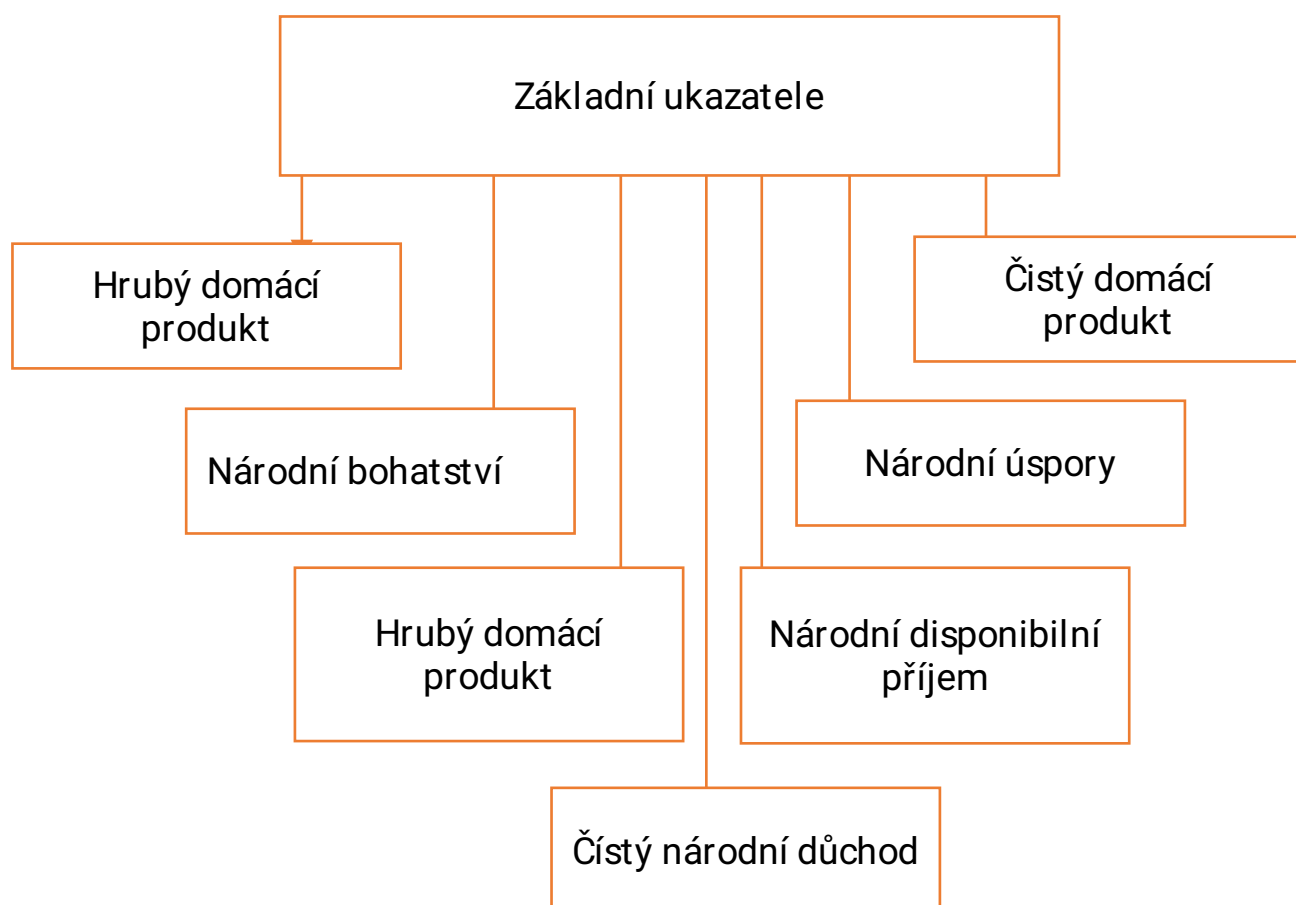 Základní ukazatele
Hrubý domácí
produkt
Čistý domácí
produkt
Národní bohatství
Národní úspory
Hrubý domácí
produkt
Národní disponibilní
příjem
Čístý národní důchod